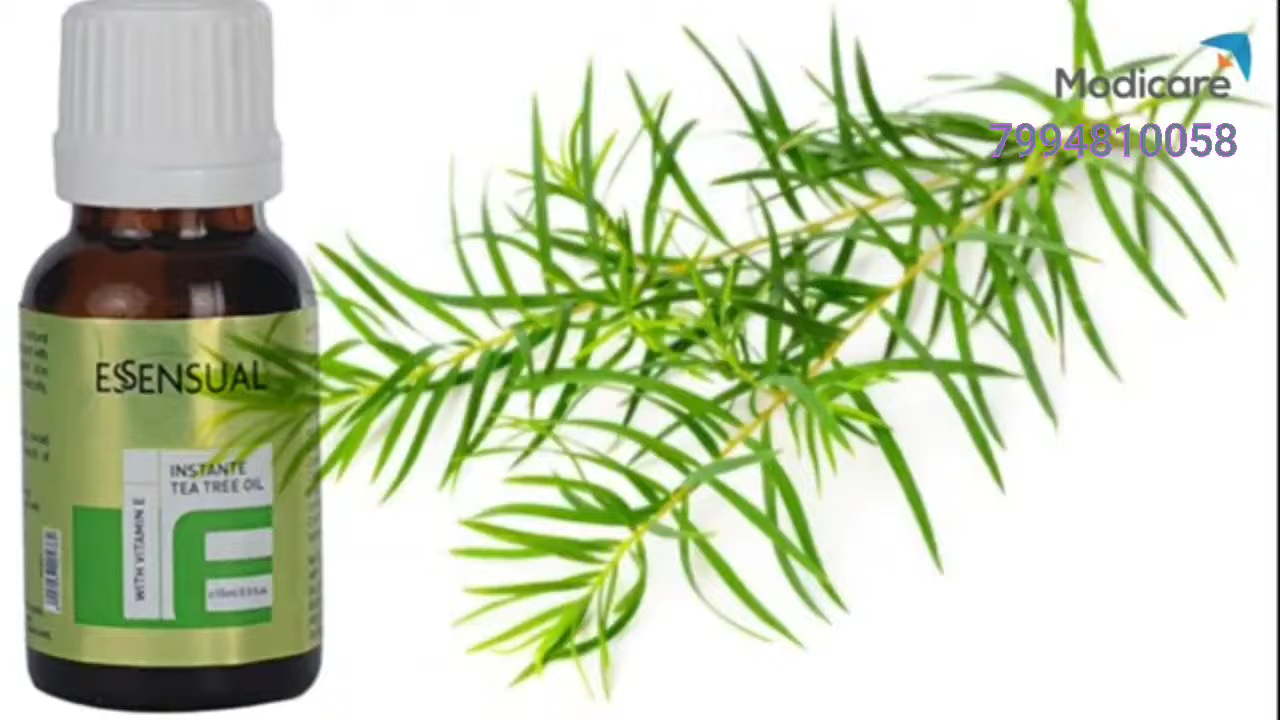 Modicare
7994810058
ESSENSUAL
INSTANTE
TEA TREE OIL
WITH VITAMIN E